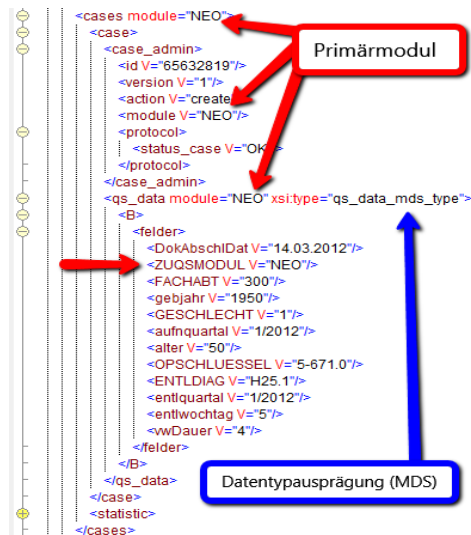 <cases module="NEO">
<case>
<case_admin>
<id V="65632819"/>
<version V="1"/>
<action V="create
<module V="NEO"/>
<protocol>
<status_case V="OK
</protocol>
</case_admin>
<qs_data module="NEO" xsi:type="qs_data_mds_type">
<B>
<felder>
<DokAbschlDat V="14.03.2012"/>
<ZUQSMODUL V="NEO"/>
<FACHABT V="300"/>
<gebjahr V="1950"/>
<GESCHLECHT V="1"/>
<aufnquartal V="1/2012"/>
<alter V="50"/>
<OPSCHLUESSEL V="5-671.0"/>
<ENTLDIAG V="H25.1"/>
<entlquartal V="1/2012"/>
<entlwochtag V="5"/>
<vwDauer V="4"/>
</felder>
</B>
</qs_data>
</case>
<statistic>
</cases>
Primärmodul
Datentypausprägung (MDS)